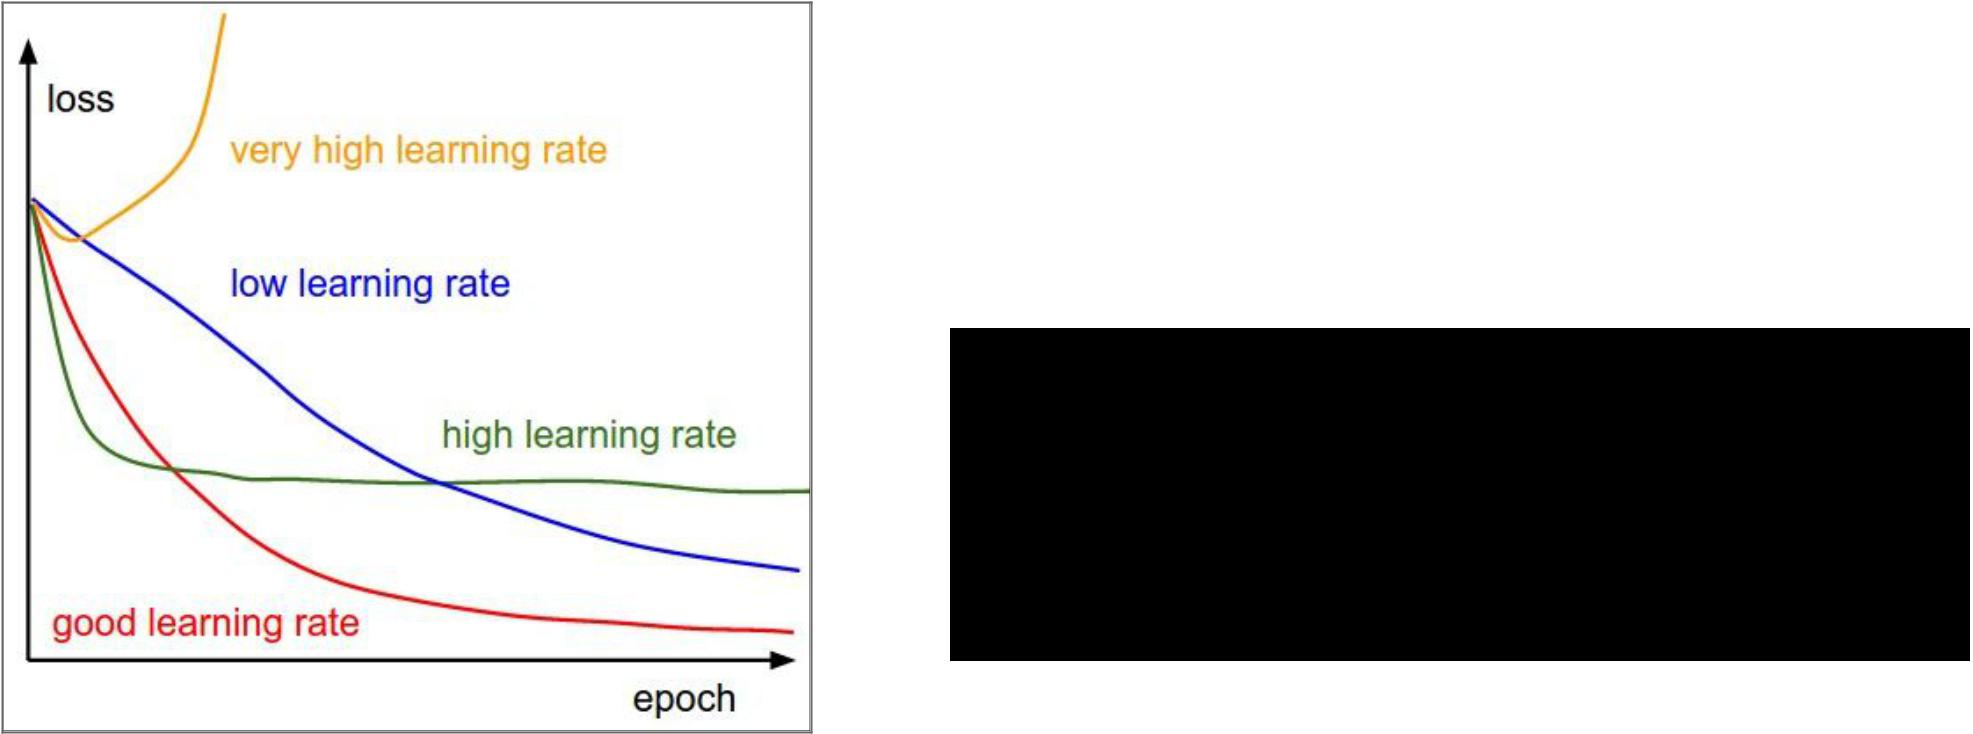 loss
very high learning rate
low learning rate
high learning rate
good learning rate
epoch